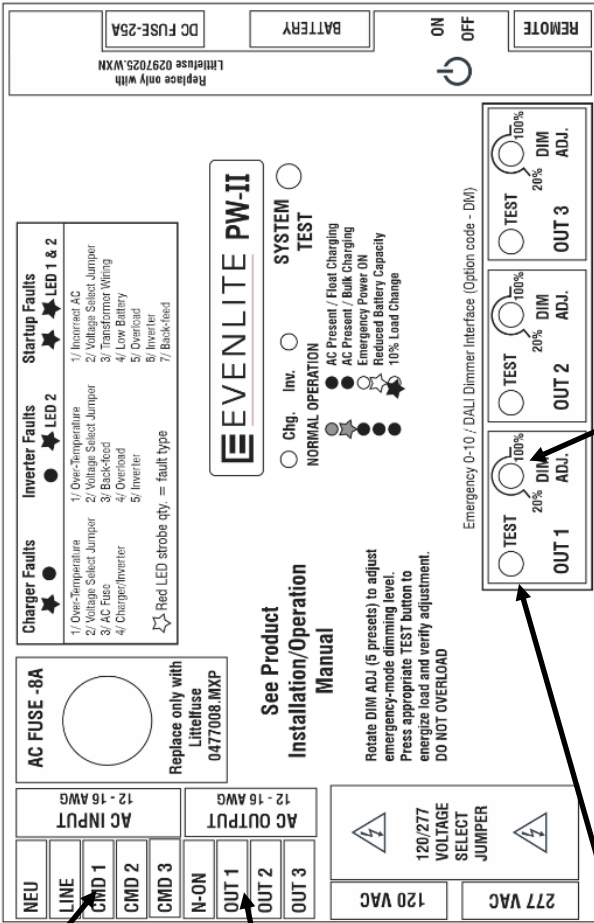 AC FUSE -8A
Replace only with
Littelfuse
0477008.MXP
Charger Faults
1/ Over-Temperature
2/ Voltage Select Jumper
3/ AC Fuse
4/ Charger/Inverter
Inverter Faults
LED 2
1/ Over-Temperature
2/ Voltage Select Jumper
3/ Back-feed
4/ Overload
5/ Inverter
Startup Faults
LED 1 & 2
1/ Incorrect AC
2/ Voltage Select Jumper
3/ Transformer Wiring
4/ Low Battery
5/ Overload
6/ Inverter
7/ Back-feed
Red LED strobe qty. = fault type
Replace only with
Littlefuse 0297025.WXN
DC FUSE-25A
BATTERY
ON
OFF
REMOTE
NEU
LINE
CMD 1
CMD 2
CMD 3
AC INPUT
12 - 16 AWG
N-ON
OUT 1
OUT 2
OUT 3
AC OUTPUT
12 - 16 AWG
See Product
Installation/Operation
Manual
EVENLITE PW-II
Chg.
Inv.
SYSTEM
TEST
NORMAL OPERATION
AC Present / Float Charging
AC Present / Bulk Charging
Emergency Power ON
Reduced Battery Capacity
10% Load Change
120 VAC
277 VAC
120/277
VOLTAGE
SELECT
JUMPER
Rotate DIM ADJ (5 presets) to adjust
emergency-mode dimming level.
Press appropriate TEST button to
energize load and verify adjustment.
DO NOT OVERLOAD
Emergency 0-10 / DALI Dimmer Interface (Option code - DM)
TEST
20%
100%
DIM
ADJ.
OUT 1
TEST
20%
100%
DIM
ADJ.
OUT 2
TEST
20%
100%
DIM
ADJ.
OUT 3